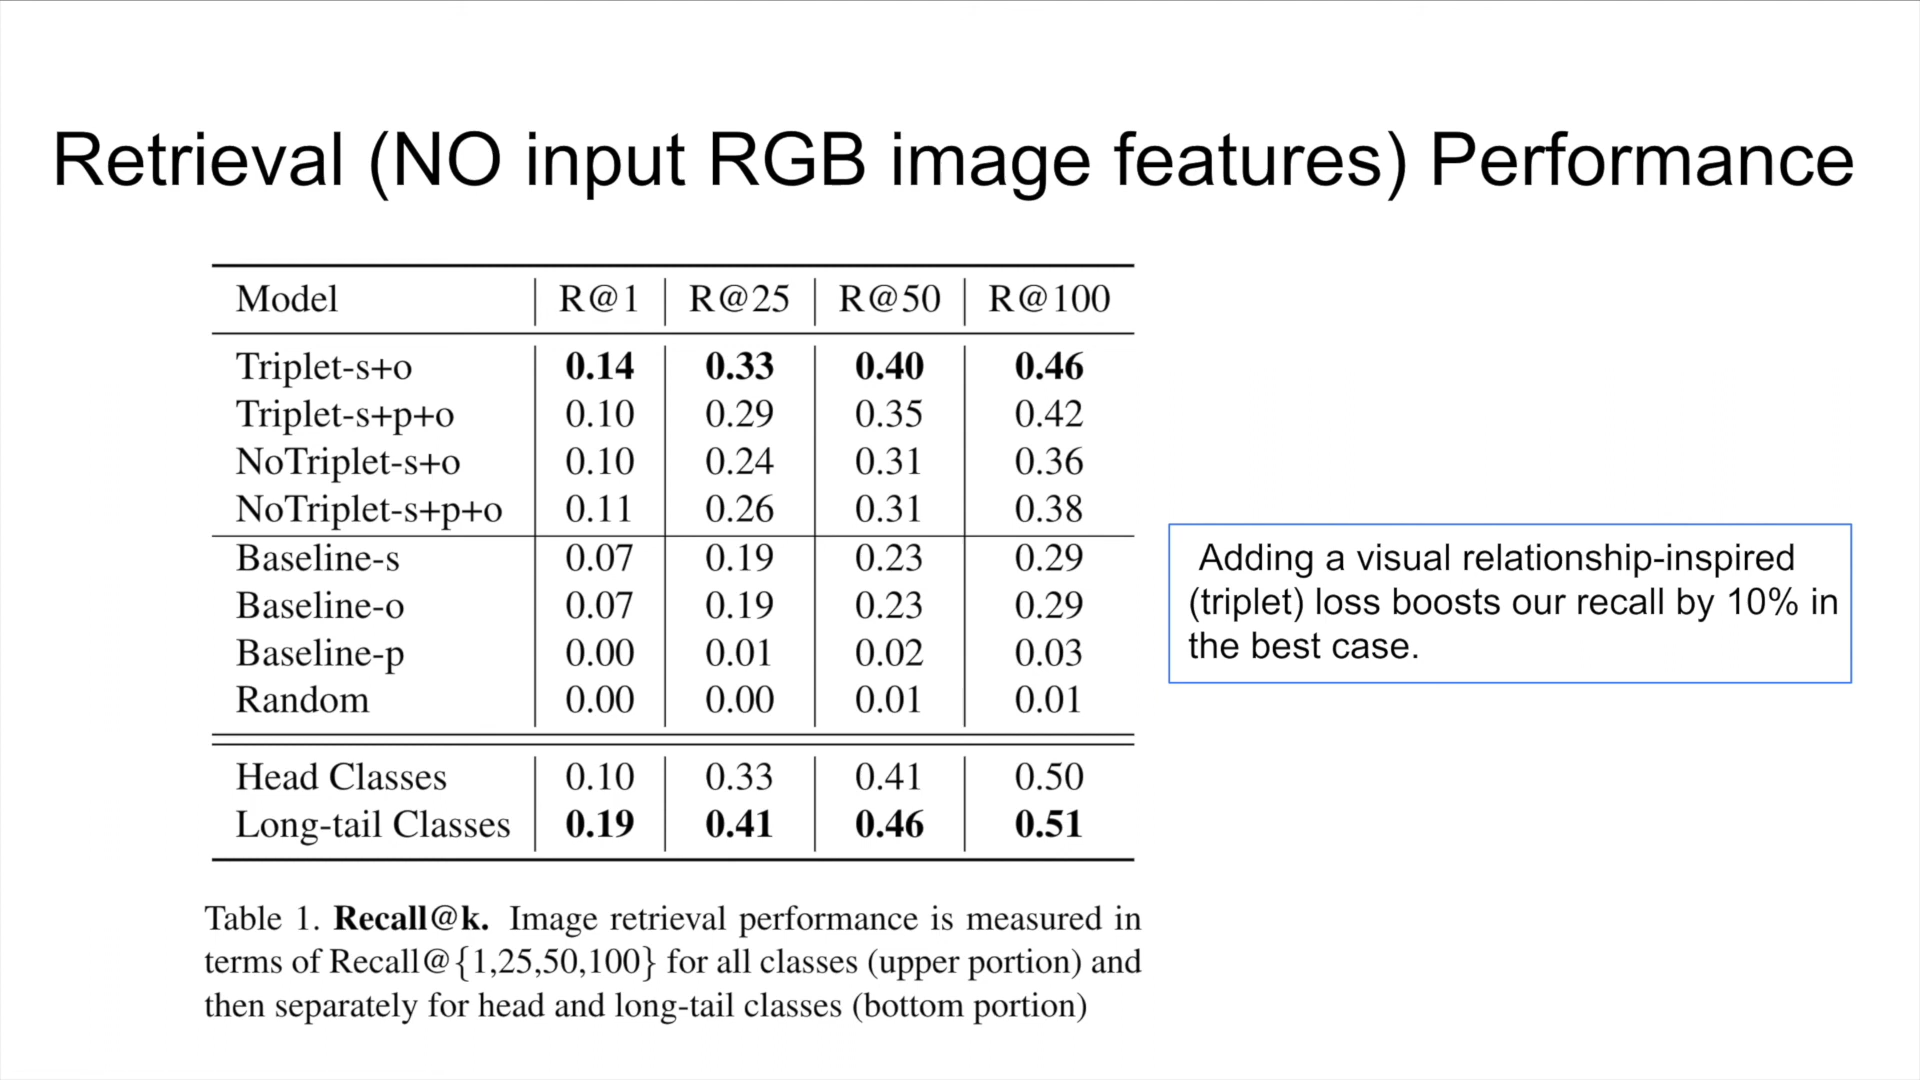 Retrieval (NO input RGB image features) Performance
Model R@1 R@25 R@50 R@100
Triplet-s+o 0.14 0.33 0.40 0.46
Triplet-s+p+o 0.10 0.29 0.35 0.42
NoTriplet-s+o 0.10 0.24 0.31 0.36
NoTriplet-s+p+o 0.11 0.26 0.31 0.38
Baseline-s 0.07 0.19 0.23 0.29
Baseline-o 0.07 0.19 0.23 0.29
Baseline-p 0.00 0.01 0.02 0.03
Random 0.00 0.00 0.01 0.01
Head Classes 0.10 0.33 0.41 0.50
Long-tail Classes 0.19 0.41 0.46 0.51
Table 1. Recall@k. Image retrieval performance is measured in
terms of Recall@{1,25,50,100} for all classes (upper portion) and
then separately for head and long-tail classes (bottom portion)
Adding a visual relationship-inspired
(triplet) loss boosts our recall by 10% in
the best case.